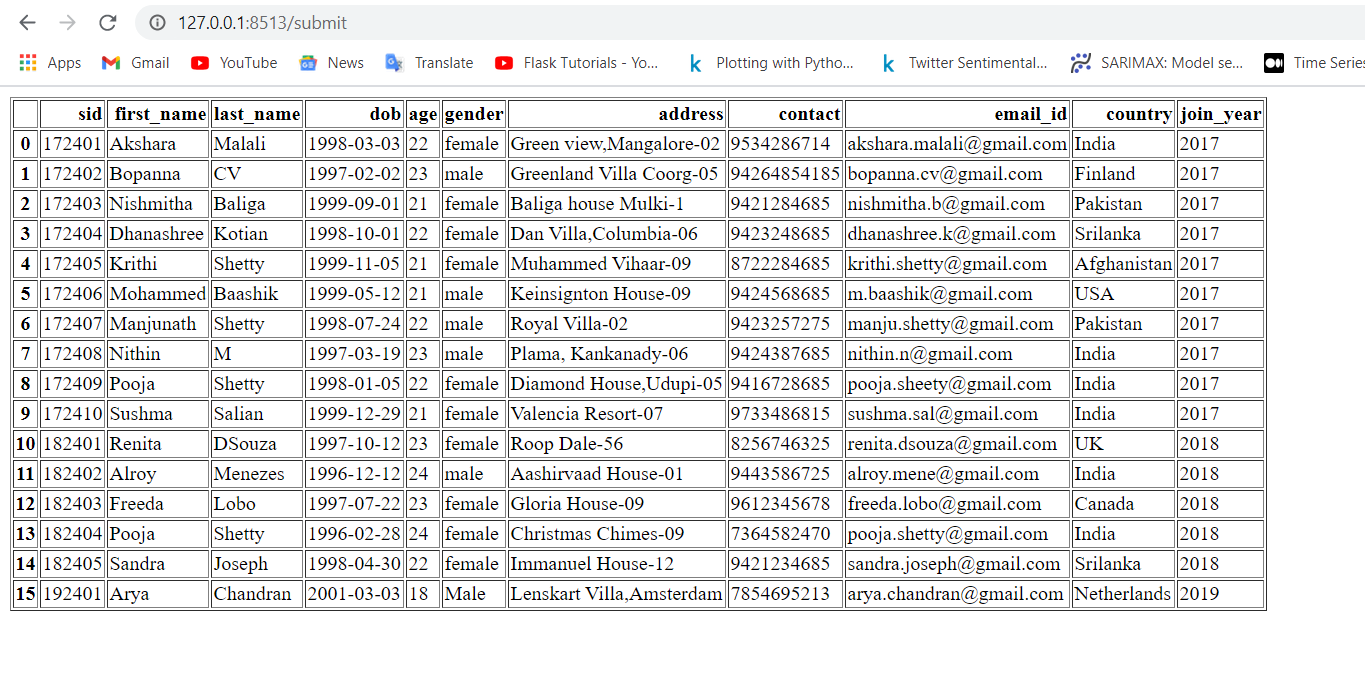 127.0.0.1:8513/submit
Apps Gmail YouTube News Translate Flask Tutorials - Yo... Plotting with Pytho... Twitter Sentimental... SARIMAX: Model se... Time Series
sid first_name last_name dob age gender address contact email_id country join_year
0 172401 Akshara Malali 1998-03-03 22 female Green view,Mangalore-02 9534286714 akshara.malali@gmail.com India 2017
1 172402 Bopanna CV 1997-02-02 23 male Greenland Villa Coorg-05 94264854185 bopanna.cv@gmail.com Finland 2017
2 172403 Nishmitha Baliga 1999-09-01 21 female Baliga house Mulki-1 9421284685 nishmitha.b@gmail.com Pakistan 2017
3 172404 Dhanashree Kotian 1998-10-01 22 female Dan Villa,Columbia-06 9423248685 dhanashree.k@gmail.com Srilanka 2017
4 172405 Krithi Shetty 1999-11-05 21 female Muhammed Vihaar-09 8722284685 krithi.shetty@gmail.com Afghanistan 2017
5 172406 Mohammed Baashik 1999-05-12 21 male Keinsignton House-09 9424568685 m.baashik@gmail.com USA 2017
6 172407 Manjunath Shetty 1998-07-24 22 male Royal Villa-02 9423257275 manju.shetty@gmail.com Pakistan 2017
7 172408 Nithin M 1997-03-19 23 male Plama, Kankanady-06 9424387685 nithin.n@gmail.com India 2017
8 172409 Pooja Shetty 1998-01-05 22 female Diamond House,Udupi-05 9416728685 pooja.sheety@gmail.com India 2017
9 172410 Sushma Salian 1999-12-29 21 female Valencia Resort-07 9733486815 sushma.sal@gmail.com India 2017
10 182401 Renita DSouza 1997-10-12 23 female Roop Dale-56 8256746325 renita.dsouza@gmail.com UK 2018
11 182402 Alroy Menezes 1996-12-12 24 male Aashirvaad House-01 9443586725 alroy.mene@gmail.com India 2018
12 182403 Freeda Lobo 1997-07-22 23 female Gloria House-09 9612345678 freeda.lobo@gmail.com Canada 2018
13 182404 Pooja Shetty 1996-02-28 24 female Christmas Chimes-09 7364582470 pooja.shetty@gmail.com India 2018
14 182405 Sandra Joseph 1998-04-30 22 female Immanuel House-12 9421234685 sandra.joseph@gmail.com Srilanka 2018
15 192401 Arya Chandran 2001-03-03 18 Male Lenskart Villa,Amsterdam 7854695213 arya.chandran@gmail.com Netherlands 2019